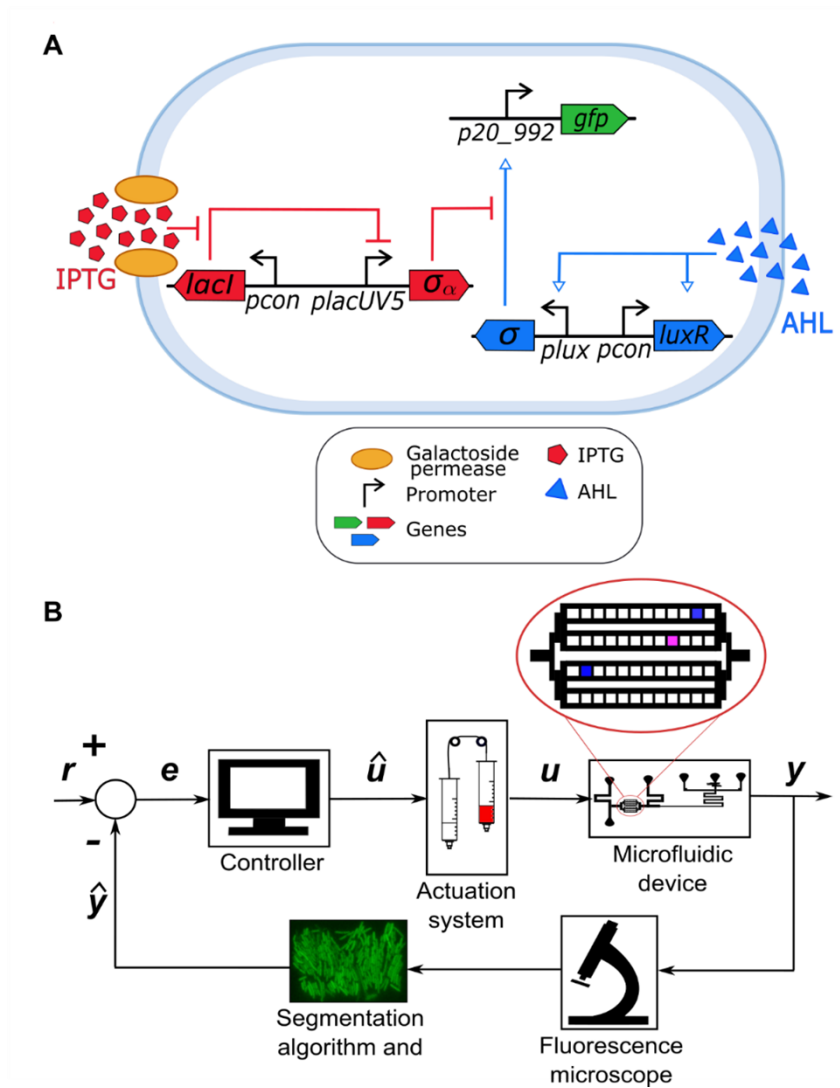 A
p20_992
gfp
IPTG
lacI
pcon
placUV5
σα
σ
plux
pcon
luxR
AHL
Galactoside
permease
IPTG
Promoter
AHL
Genes
B
r
+
-
e
û
u
y
ŷ
Controller
Actuation
system
Microfluidic
device
Segmentation
algorithm and
Fluorescence
microscope